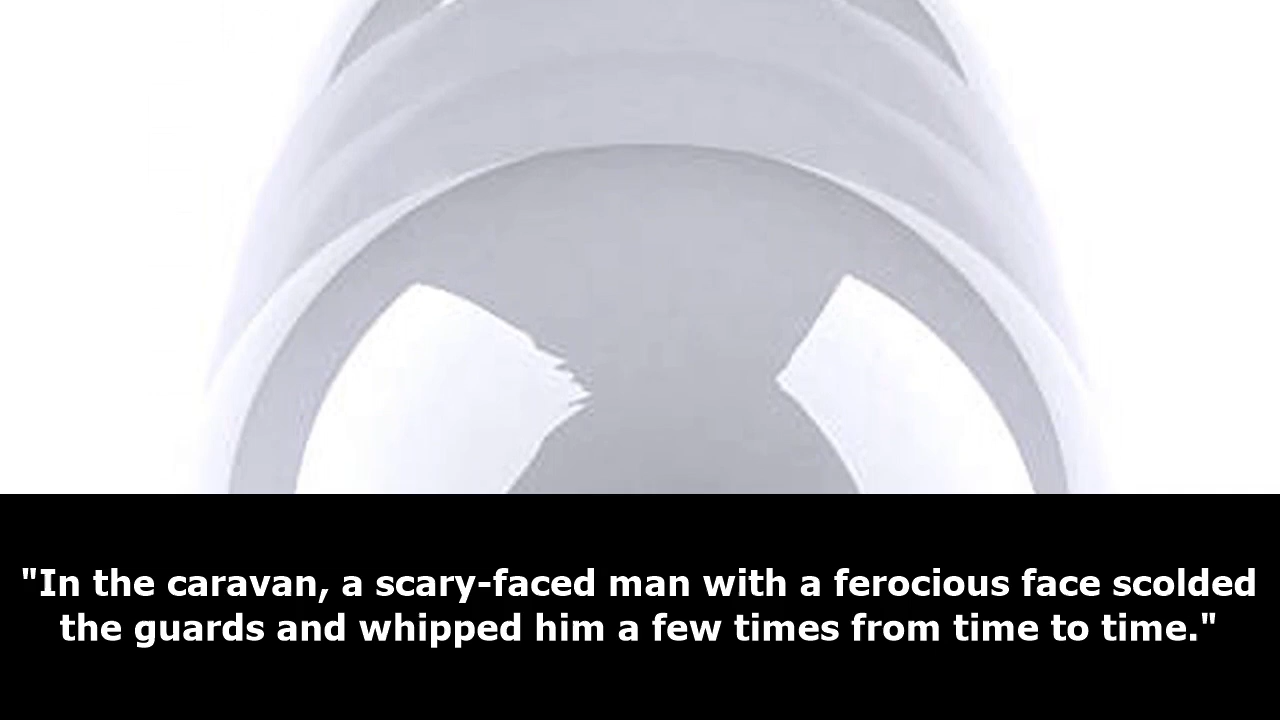 "In the caravan, a scary-faced man with a ferocious face scolded
the guards and whipped him a few times from time to time."